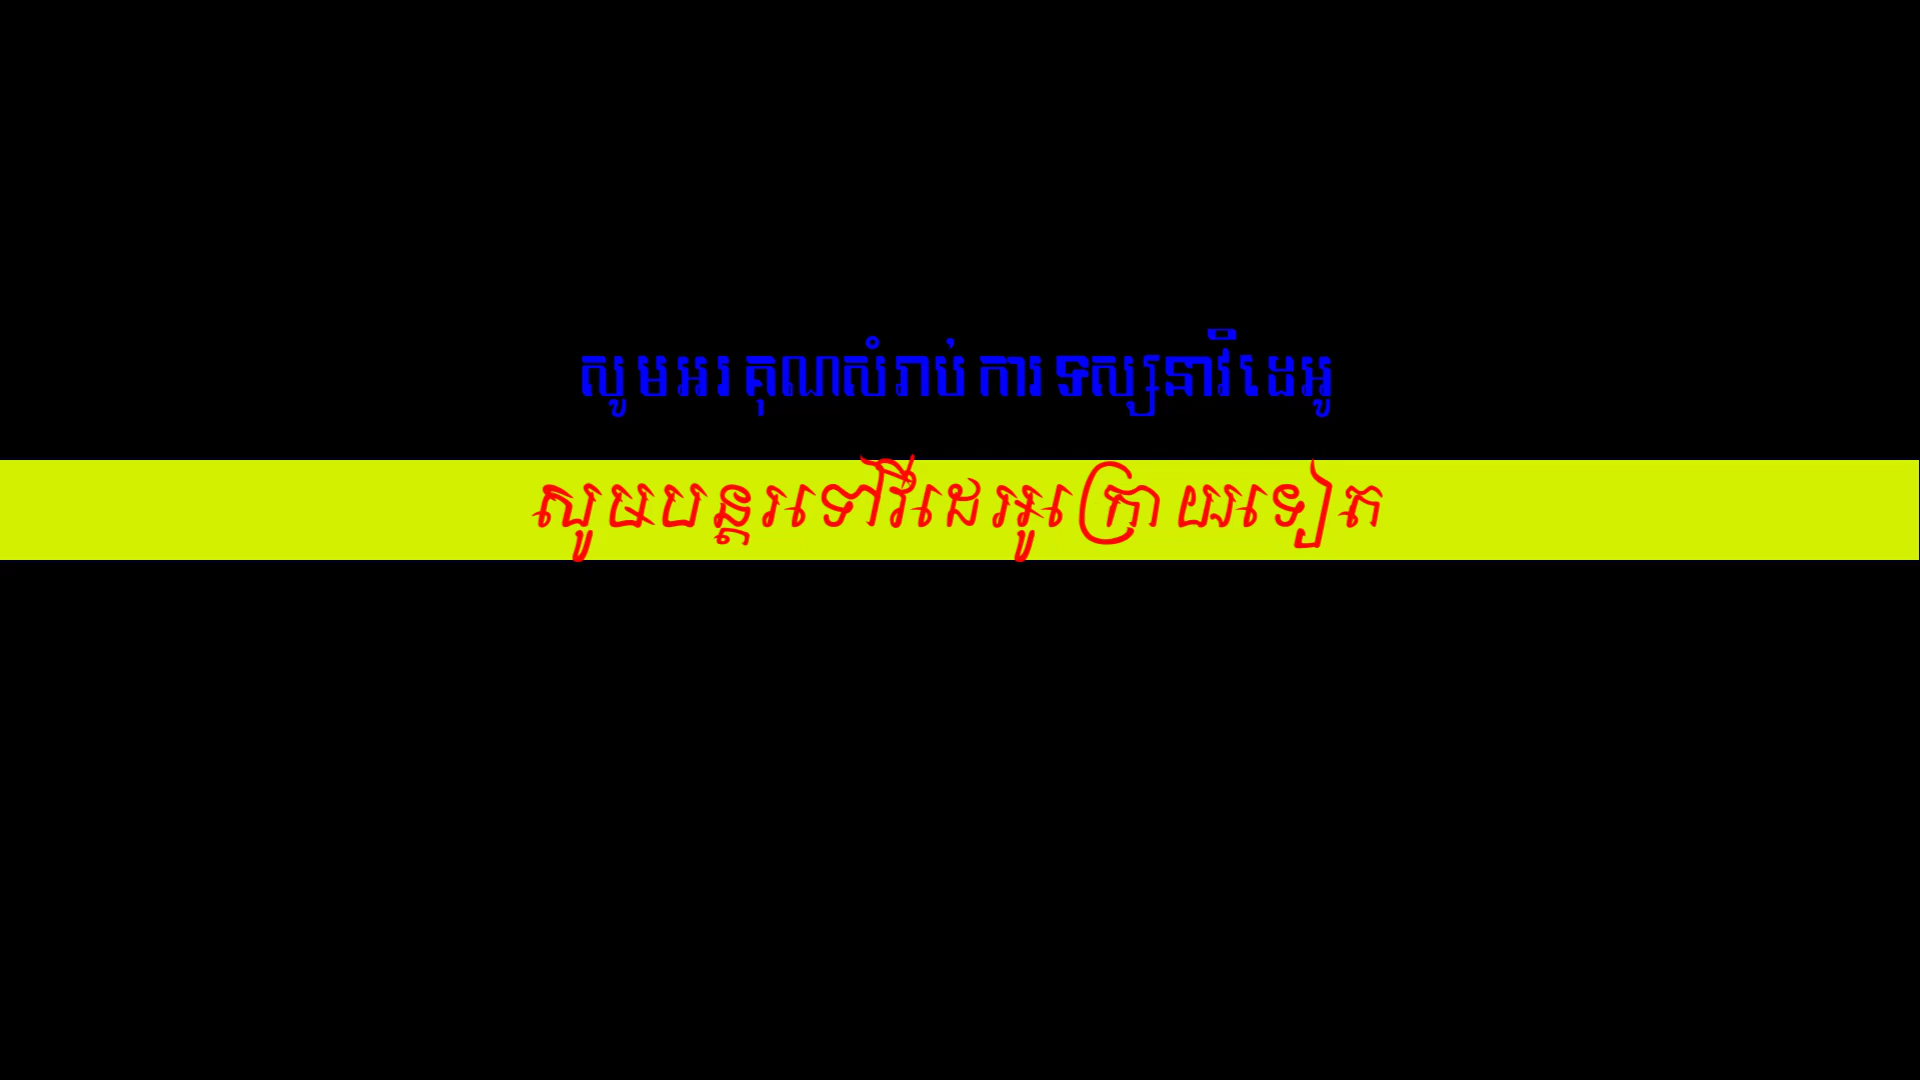 សូមអរគុណសំរាប់ការទស្សនាវីដេអូ
សូមបន្តរទៅវីដេអូក្រោយទៀត